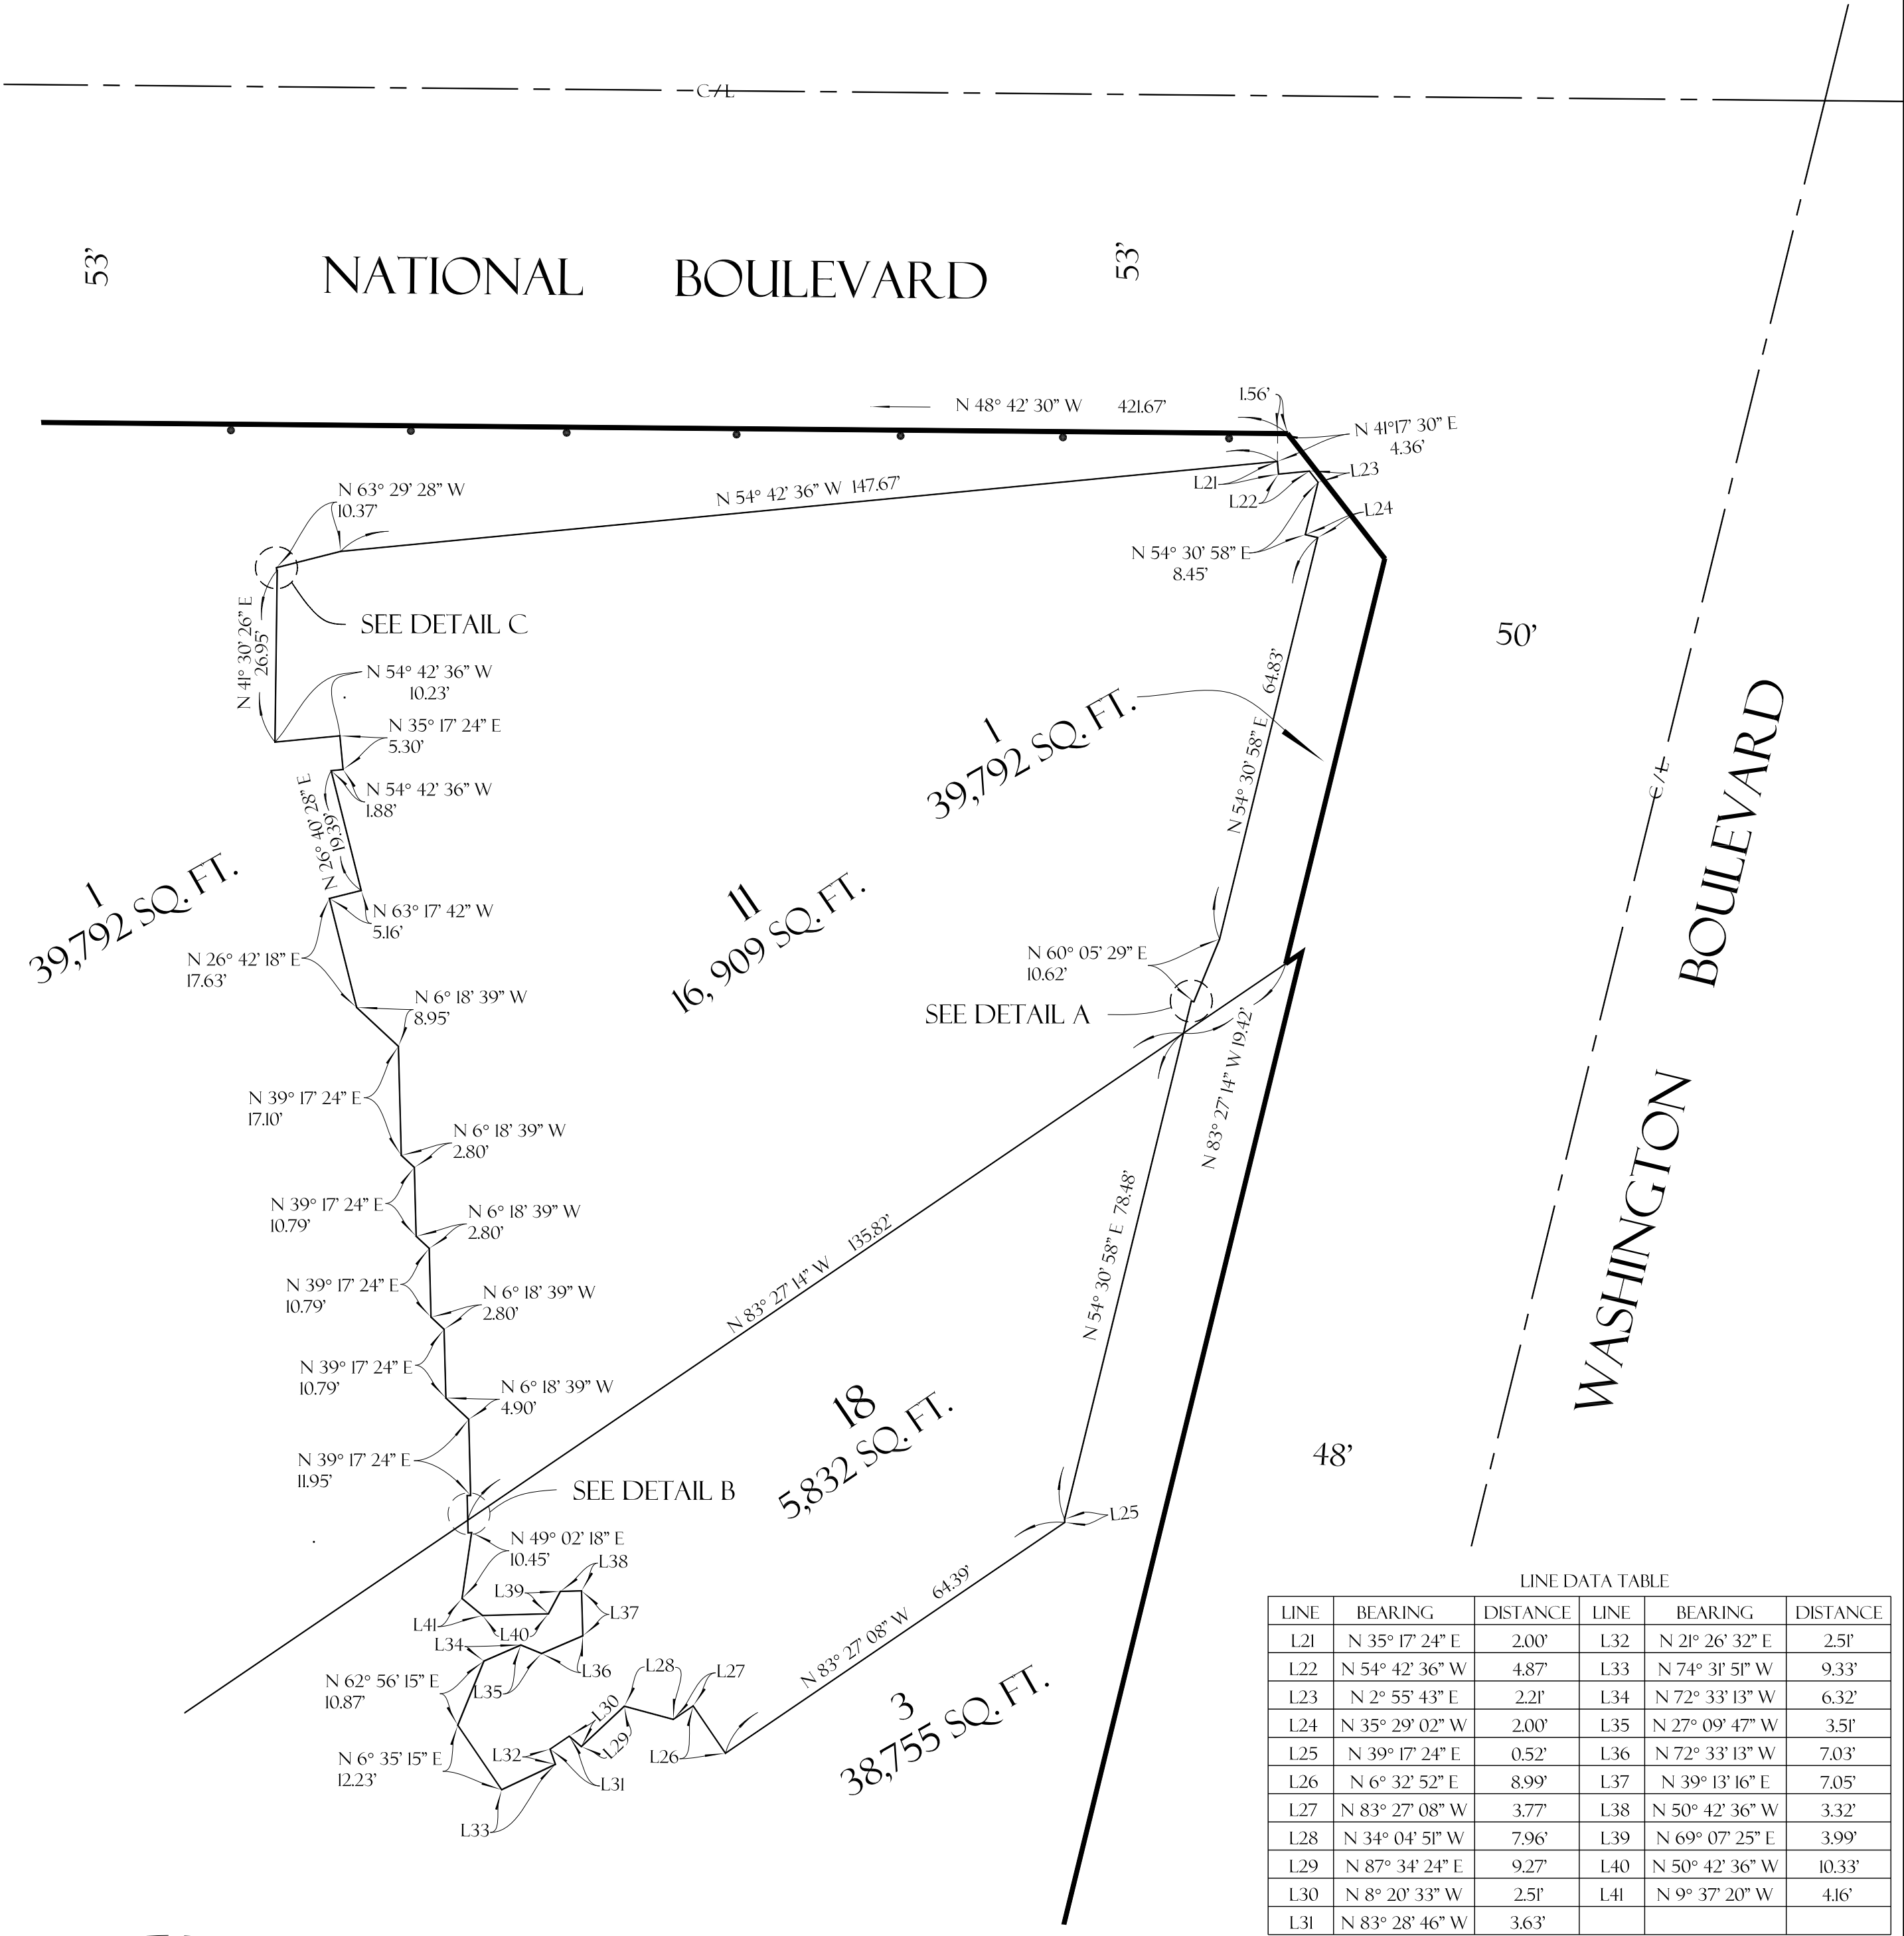 C/L
53'
NATIONAL BOULEVARD
53'
N 48° 42' 30" W 421.67'
1.56'
N 41°17' 30" E
4.36'
L23
L21
L22
L24
N 54° 30' 58" E
8.45'
N 54° 42' 36" W 147.67'
N 63° 29' 28" W
10.37'
SEE DETAIL C
N 41° 30' 26" E
26.95'
N 54° 42' 36" W
10.23'
N 35° 17' 24" E
5.30'
N 54° 42' 36" W
1.88'
N 26° 40' 28" E
19.39'
N 63° 17' 42" W
5.16'
50'
64.83'
N 54° 30' 58" E
1
39,792 SQ. FT.
1
39,792 SQ. FT.
11
16, 909 SQ. FT.
C/L
WASHINGTON BOULEVARD
N 26° 42' 18" E
17.63'
N 6° 18' 39" W
8.95'
N 60° 05' 29" E
10.62'
SEE DETAIL A
N 83° 27' 14" W 19.42'
N 39° 17' 24" E
17.10'
N 6° 18' 39" W
2.80'
N 39° 17' 24" E
10.79'
N 6° 18' 39" W
2.80'
N 39° 17' 24" E
10.79'
N 6° 18' 39" W
2.80'
N 39° 17' 24" E
10.79'
N 6° 18' 39" W
4.90'
N 39° 17' 24" E
11.95'
N 83° 27' 14" W 135.82'
N 54° 30' 58" E 78.48'
18
5,832 SQ. FT.
48'
SEE DETAIL B
L25
N 49° 02' 18" E
10.45'
L38
L39
L37
L41
L40
L34
L36
L35
N 62° 56' 15" E
10.87'
L28
L27
L30
L29
L26
L32
L31
N 6° 35' 15" E
12.23'
L33
N 83° 27' 08" W 64.39'
3
38,755 SQ. FT.
LINE DATA TABLE
LINE BEARING DISTANCE LINE BEARING DISTANCE
L21 N 35° 17' 24" E 2.00' L32 N 21° 26' 32" E 2.51'
L22 N 54° 42' 36" W 4.87' L33 N 74° 31' 51" W 9.33'
L23 N 2° 55' 43" E 2.21' L34 N 72° 33' 13" W 6.32'
L24 N 35° 29' 02" W 2.00' L35 N 27° 09' 47" W 3.51'
L25 N 39° 17' 24" E 0.52' L36 N 72° 33' 13" W 7.03'
L26 N 6° 32' 52" E 8.99' L37 N 39° 13' 16" E 7.05'
L27 N 83° 27' 08" W 3.77' L38 N 50° 42' 36" W 3.32'
L28 N 34° 04' 51" W 7.96' L39 N 69° 07' 25" E 3.99'
L29 N 87° 34' 24" E 9.27' L40 N 50° 42' 36" W 10.33'
L30 N 8° 20' 33" W 2.51' L41 N 9° 37' 20" W 4.16'
L31 N 83° 28' 46" W 3.63'